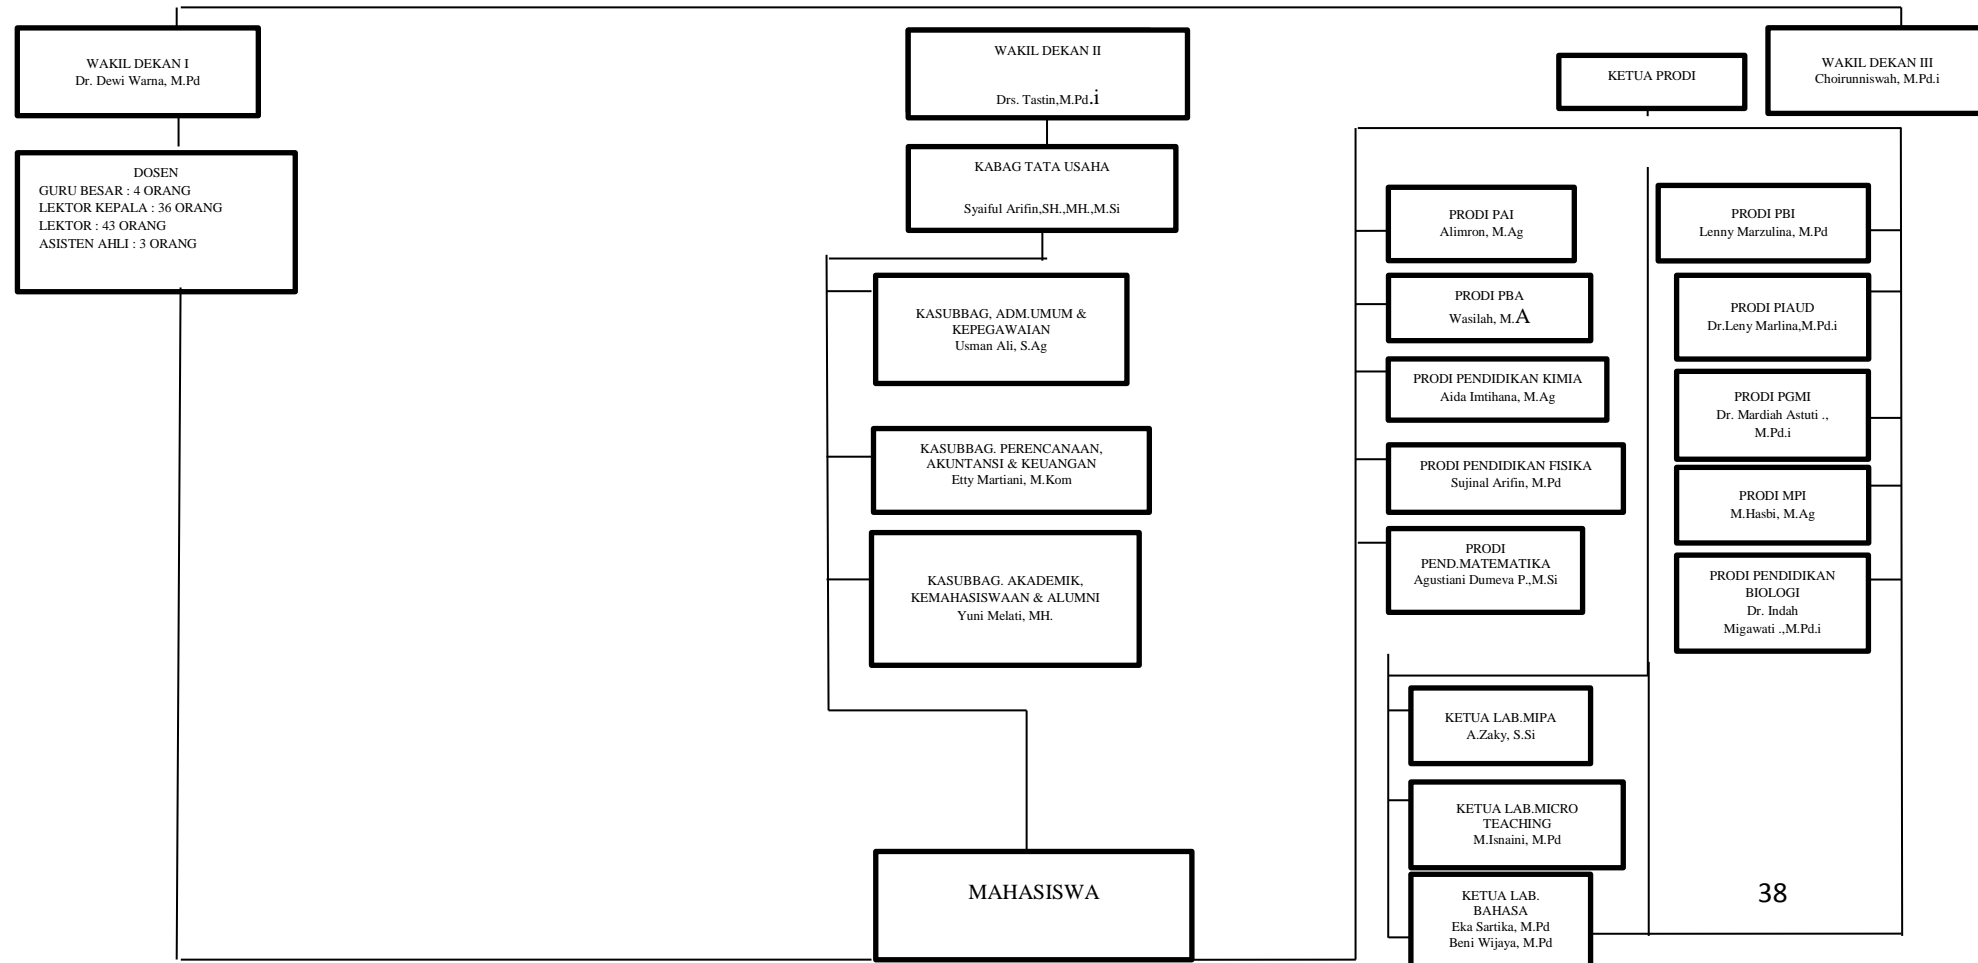 WAKIL DEKAN I
Dr. Dewi Warna, M.Pd
WAKIL DEKAN II
Drs. Tastin,M.Pd.i
KETUA PRODI
WAKIL DEKAN III
Choirunniswah, M.Pd.i
DOSEN
GURU BESAR : 4 ORANG
LEKTOR KEPALA : 36 ORANG
LEKTOR : 43 ORANG
ASISTEN AHLI : 3 ORANG
KABAG TATA USAHA
Syaiful Arifin,SH.,MH.,M.Si
KASUBBAG, ADM.UMUM &
KEPEGAWAIAN
Usman Ali, S.Ag
KASUBBAG. PERENCANAAN,
AKUNTANSI & KEUANGAN
Etty Martiani, M.Kom
KASUBBAG. AKADEMIK,
KEMAHASISWAAN & ALUMNI
Yuni Melati, MH.
PRODI PAI
Alimron, M.Ag
PRODI PBA
Wasilah, M.A
PRODI PENDIDIKAN KIMIA
Aida Imtihana, M.Ag
PRODI PENDIDIKAN FISIKA
Sujinal Arifin, M.Pd
PRODI
PEND.MATEMATIKA
Agustiani Dumeva P.,M.Si
PRODI PBI
Lenny Marzulina, M.Pd
PRODI PIAUD
Dr.Leny Marlina,M.Pd.i
PRODI PGMI
Dr. Mardiah Astuti .,
M.Pd.i
PRODI MPI
M.Hasbi, M.Ag
PRODI PENDIDIKAN
BIOLOGI
Dr. Indah
Migawati .,M.Pd.i
KETUA LAB.MIPA
A.Zaky, S.Si
KETUA LAB.MICRO
TEACHING
M.Isnaini, M.Pd
KETUA LAB.
BAHASA
Eka Sartika, M.Pd
Beni Wijaya, M.Pd
MAHASISWA
38